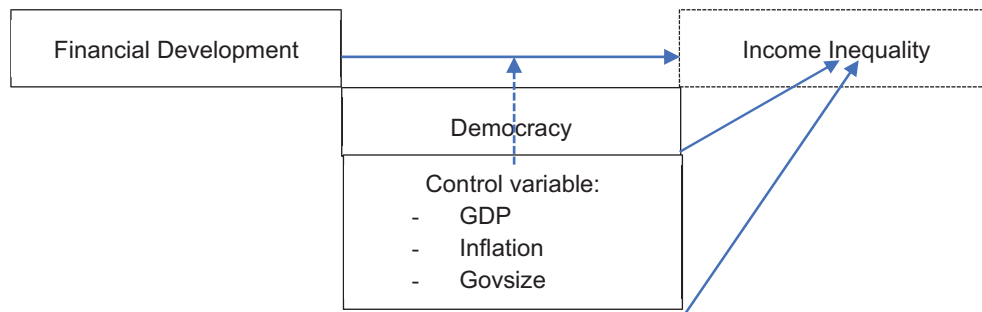 Financial Development
Income Inequality
Democracy
Control variable:
- GDP
- Inflation
- Govsize